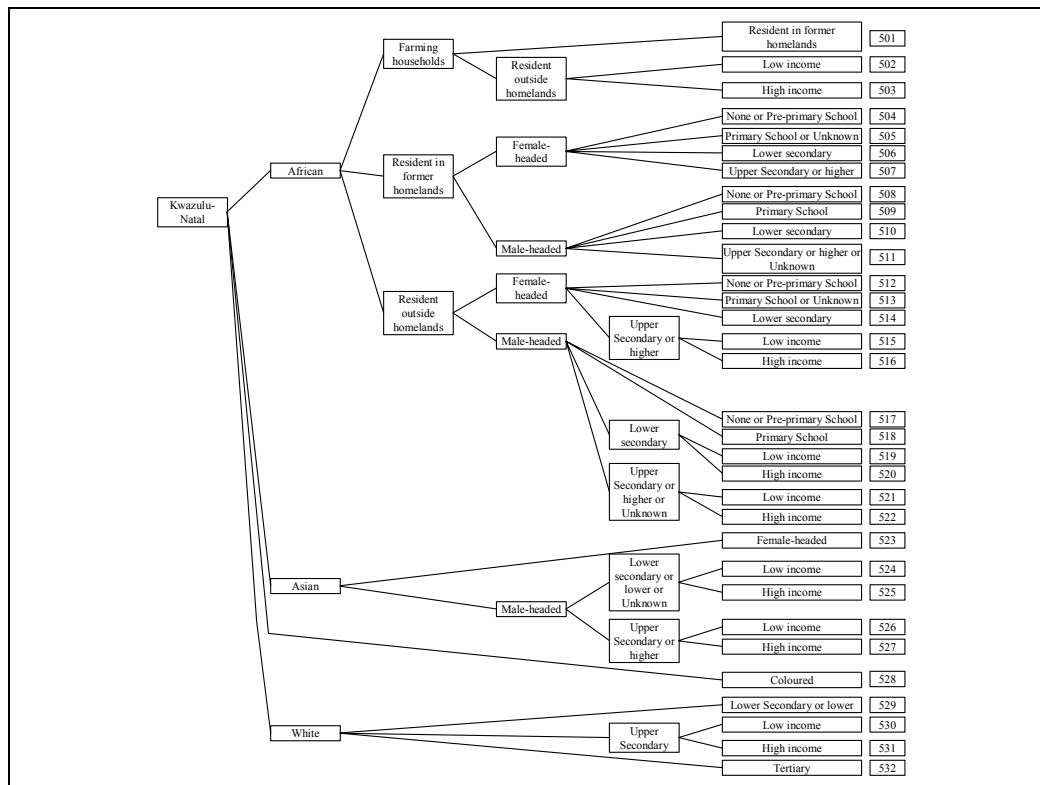 Farming
households
Resident in former
homelands
501
Resident
outside
homelands
Low income
502
High income
503
African
Resident in
former
homelands
Female-
headed
None or Pre-primary School
504
Primary School or Unknown
505
Lower secondary
506
Upper Secondary or higher
507
Kwazulu-
Natal
Male-headed
None or Pre-primary School
508
Primary School
509
Lower secondary
510
Upper Secondary or higher or
Unknown
511
Resident
outside
homelands
Female-
headed
None or Pre-primary School
512
Primary School or Unknown
513
Lower secondary
514
Upper
Secondary or
higher
Low income
515
High income
516
Male-headed
None or Pre-primary School
517
Primary School
518
Lower
secondary
Low income
519
High income
520
Upper
Secondary or
higher or
Unknown
Low income
521
High income
522
Asian
Female-headed
523
Male-headed
Lower
secondary or
lower or
Unknown
Low income
524
High income
525
Upper
Secondary or
higher
Low income
526
High income
527
Coloured
528
White
Lower Secondary or lower
529
Upper
Secondary
Low income
530
High income
531
Tertiary
532